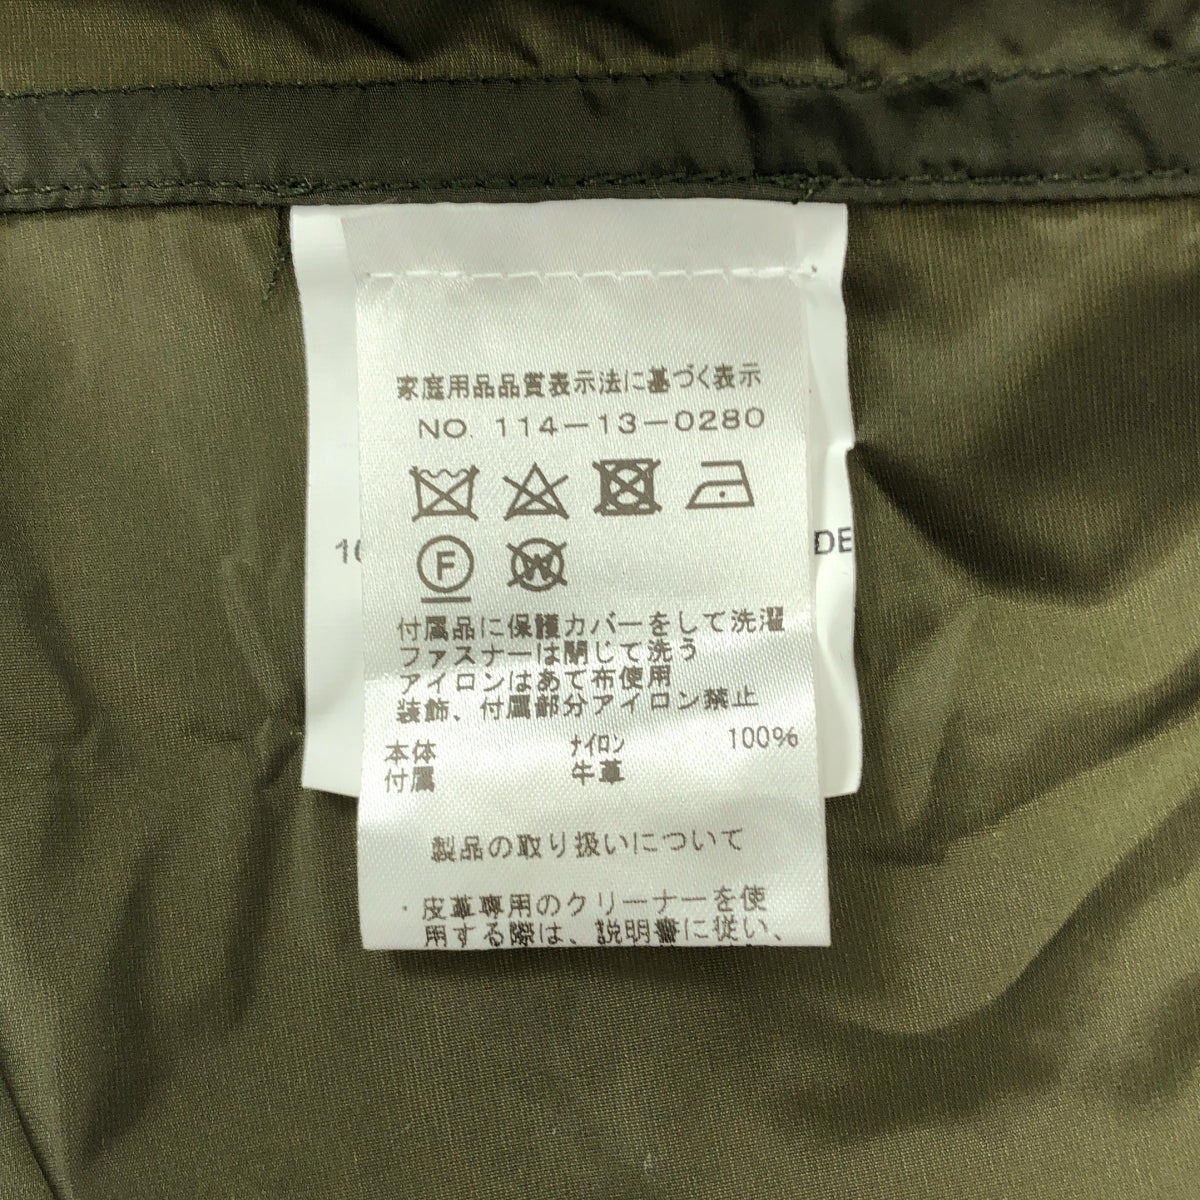 家庭用品品質表示法に基づく表示
NO. 114-13-0280
F
W
10
DE
付属品に保護カバーをして洗濯
ファスナーは閉じて洗う
アイロンはあて布使用
装飾、付属部分アイロン禁止
本体 ナイロン 100%
付属 牛革
製品の取り扱いについて
・皮革専用のクリーナーを使
用する際は、説明書に従い、